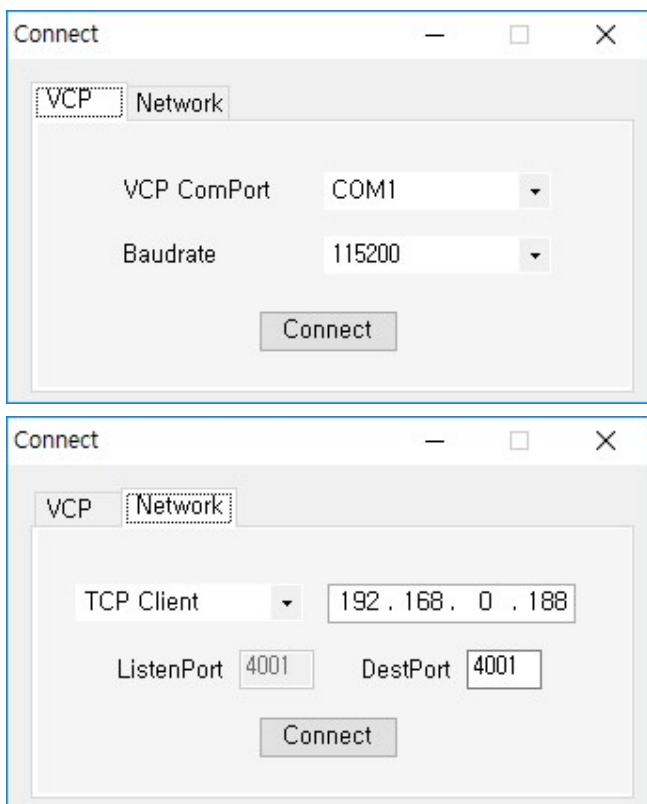 Connect
VCP Network
VCP ComPort COM1
Baudrate 115200
Connect
Connect
VCP Network
TCP Client 192 . 168 . 0 . 188
ListenPort 4001 DestPort 4001
Connect